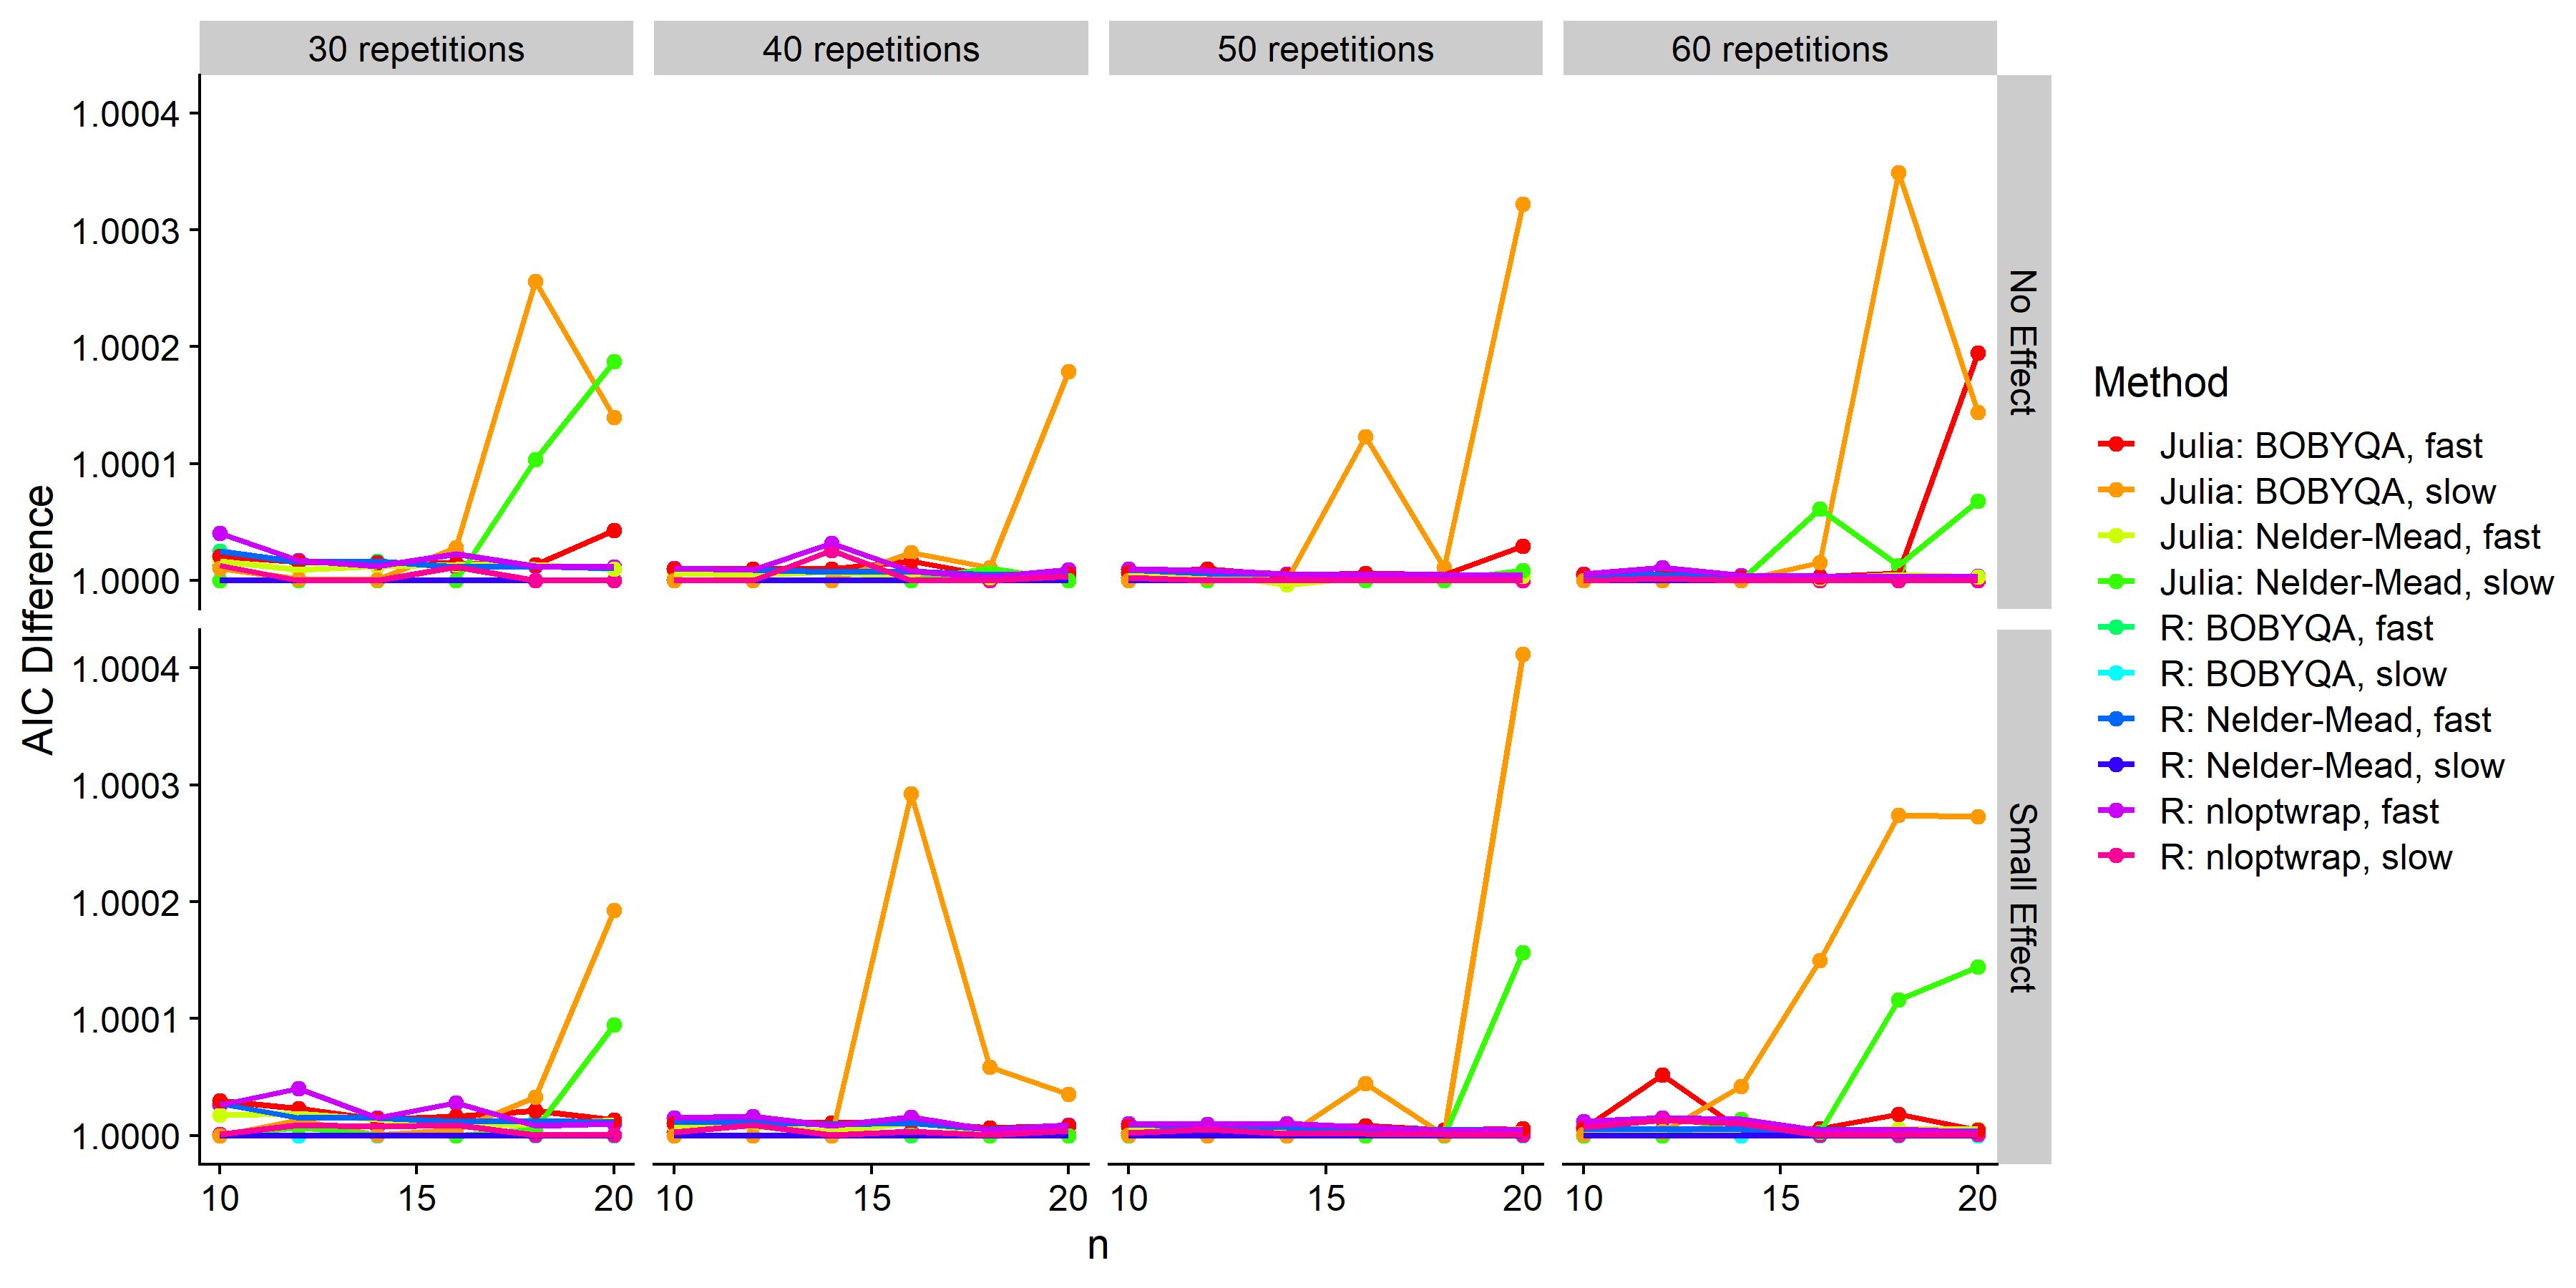 30 repetitions
40 repetitions
50 repetitions
60 repetitions
1.0004
1.0003
1.0002
1.0001
1.0000
No Effect
AIC DIfference
1.0004
1.0003
1.0002
1.0001
1.0000
Small Effect
10
15
20
10
15
20
10
15
20
10
15
20
n
Method
Julia: BOBYQA, fast
Julia: BOBYQA, slow
Julia: Nelder-Mead, fast
Julia: Nelder-Mead, slow
R: BOBYQA, fast
R: BOBYQA, slow
R: Nelder-Mead, fast
R: Nelder-Mead, slow
R: nloptwrap, fast
R: nloptwrap, slow